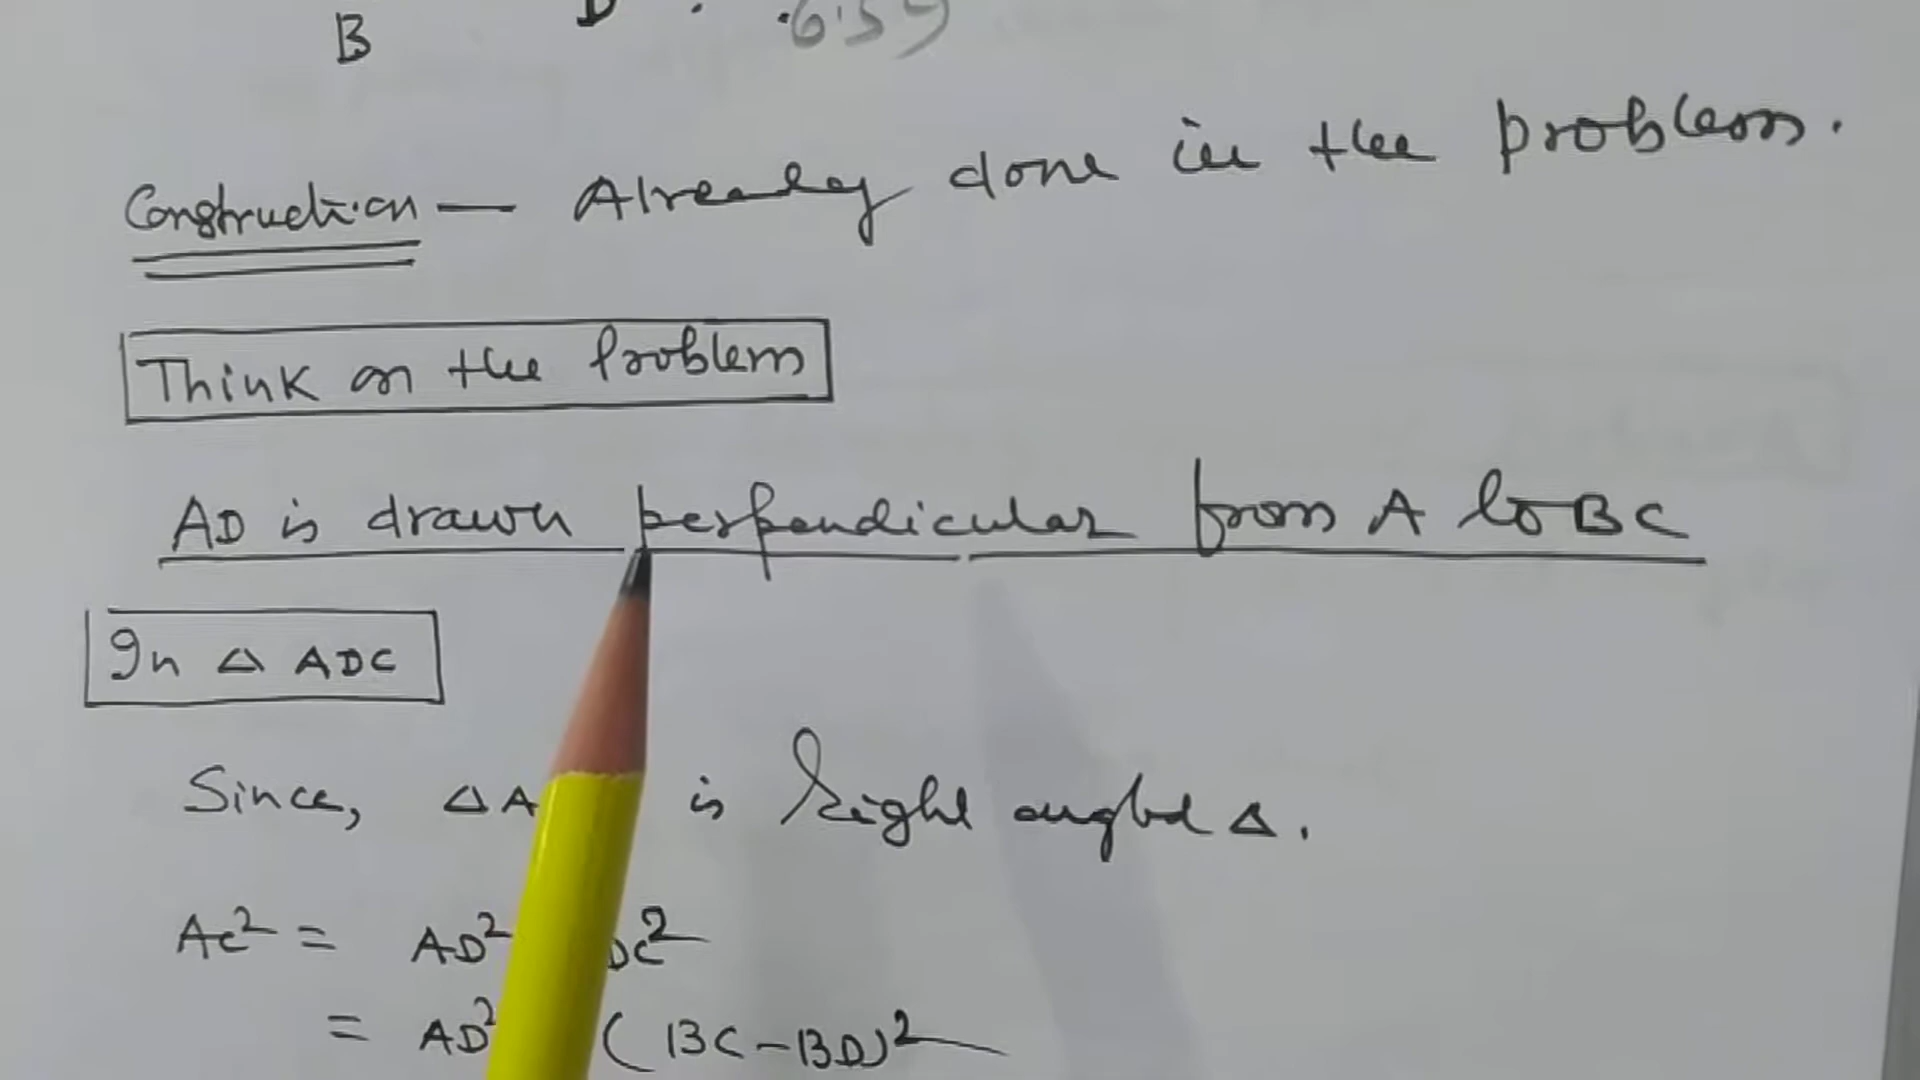 B D
Construction — Already done in the problem.
Think on the Problem
AD is drawn perpendicular from A to BC
In △ ADC
Since, △A is Right angled △.
AC² = AD² DC²
= AD² (BC-BD)²